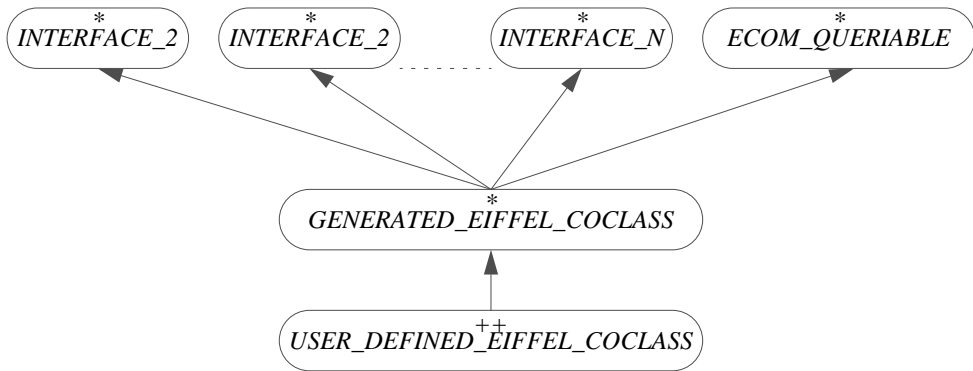 *
INTERFACE_2
*
INTERFACE_2
*
INTERFACE_N
*
ECOM_QUERIABLE
*
GENERATED_EIFFEL_COCLASS
++
USER_DEFINED_EIFFEL_COCLASS